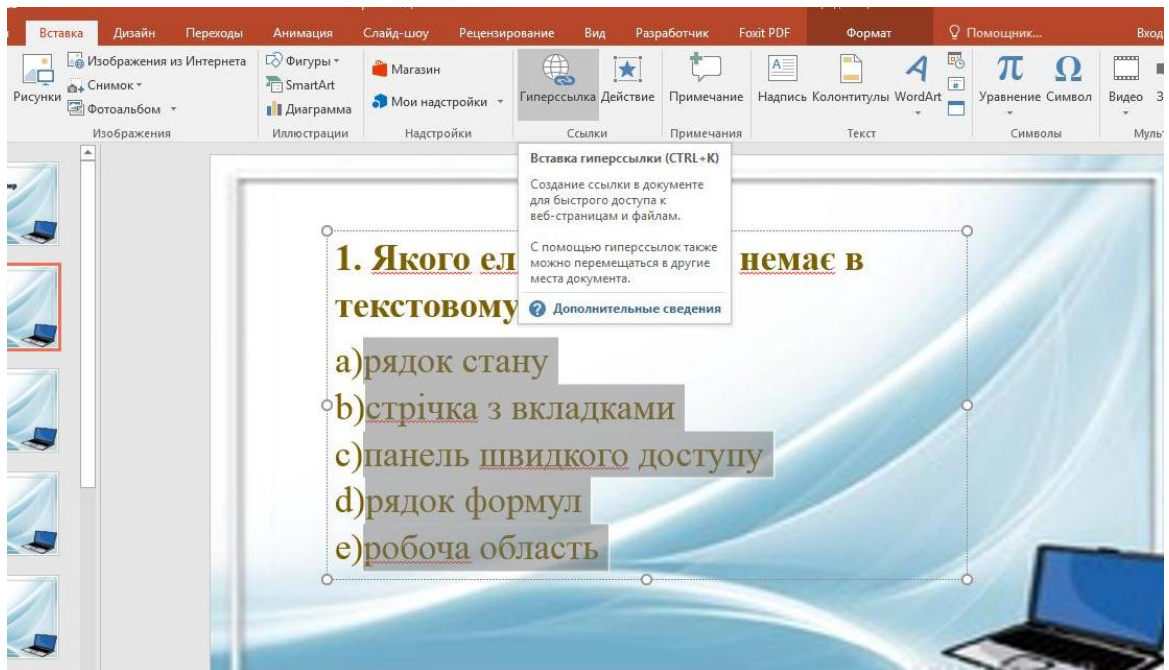 Вставка Дизайн Переходы Анимация Слайд-шоу Рецензирование Вид Разработчик Foxit PDF Формат Помощник... Вход
Рисунки
Изображения из Интернета
Снимок
Фотоальбом
Изображения
Фигуры
SmartArt
Диаграмма
Иллюстрации
Магазин
Мои надстройки
Надстройки
Гиперссылка Действие
Ссылки
Примечание
Примечания
Надпись Колонтитулы WordArt
Текст
Уравнение Символ
Символы
Видео
Вставка гиперссылки (CTRL+K)
Создание ссылки в документе
для быстрого доступа к
веб-страницам и файлам.
С помощью гиперссылок также
можно перемещаться в другие
места документа.
Дополнительные сведения
1. Якого ел немає в
текстовому
a)рядок стану
b)стрічка з вкладками
c)панель швидкого доступу
d)рядок формул
e)робоча область